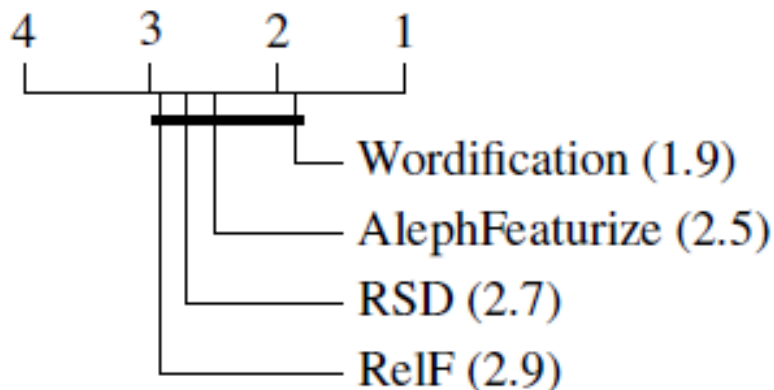 4 3 2 1
Wordification (1.9)
AlephFeaturize (2.5)
RSD (2.7)
RelF (2.9)